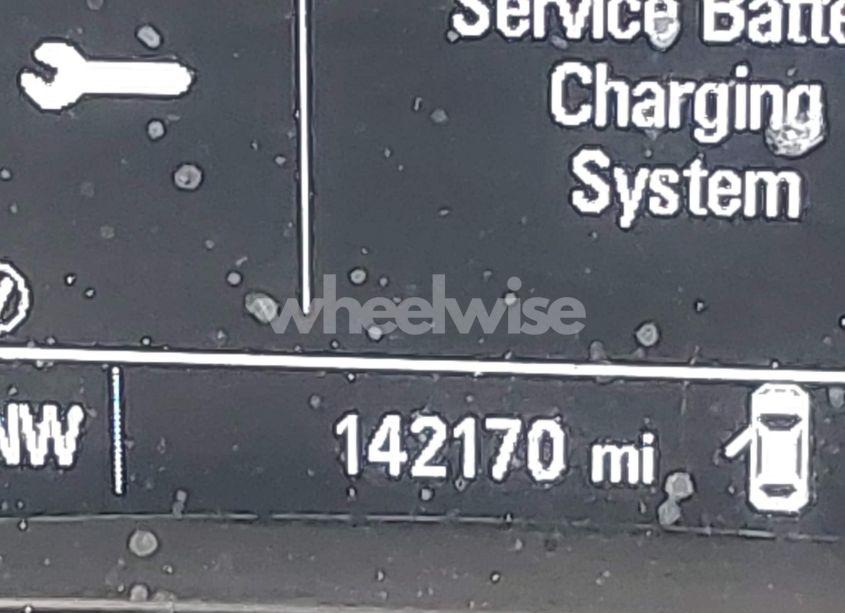 Service Batte
Charging
System
wheelwise
NW
142170 mi